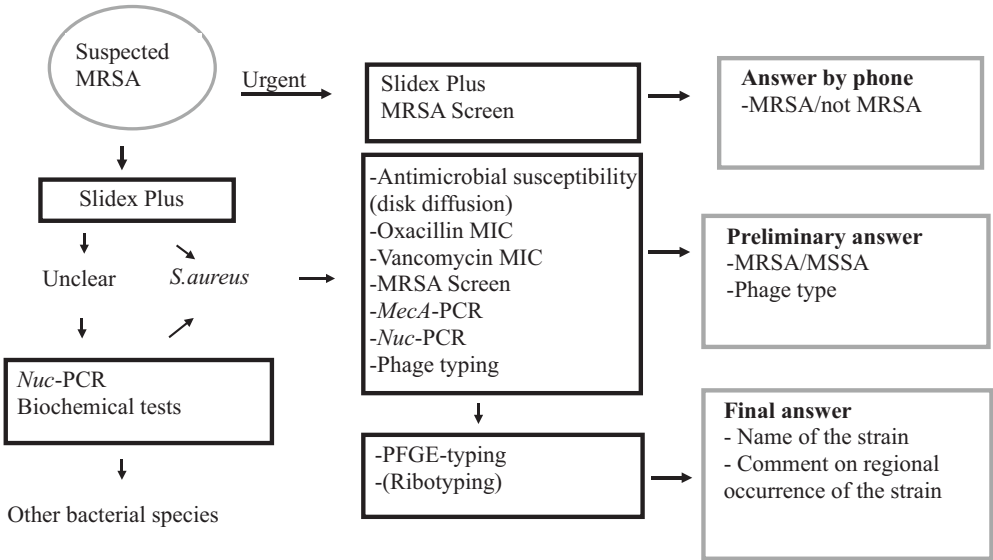 Suspected
MRSA
Urgent
Slidex Plus
MRSA Screen
Answer by phone
-MRSA/not MRSA
Slidex Plus
Unclear
S.aureus
-Antimicrobial susceptibility
(disk diffusion)
-Oxacillin MIC
-Vancomycin MIC
-MRSA Screen
-MecA-PCR
-Nuc-PCR
-Phage typing
Preliminary answer
-MRSA/MSSA
-Phage type
Nuc-PCR
Biochemical tests
Other bacterial species
-PFGE-typing
-(Ribotyping)
Final answer
- Name of the strain
- Comment on regional
occurrence of the strain